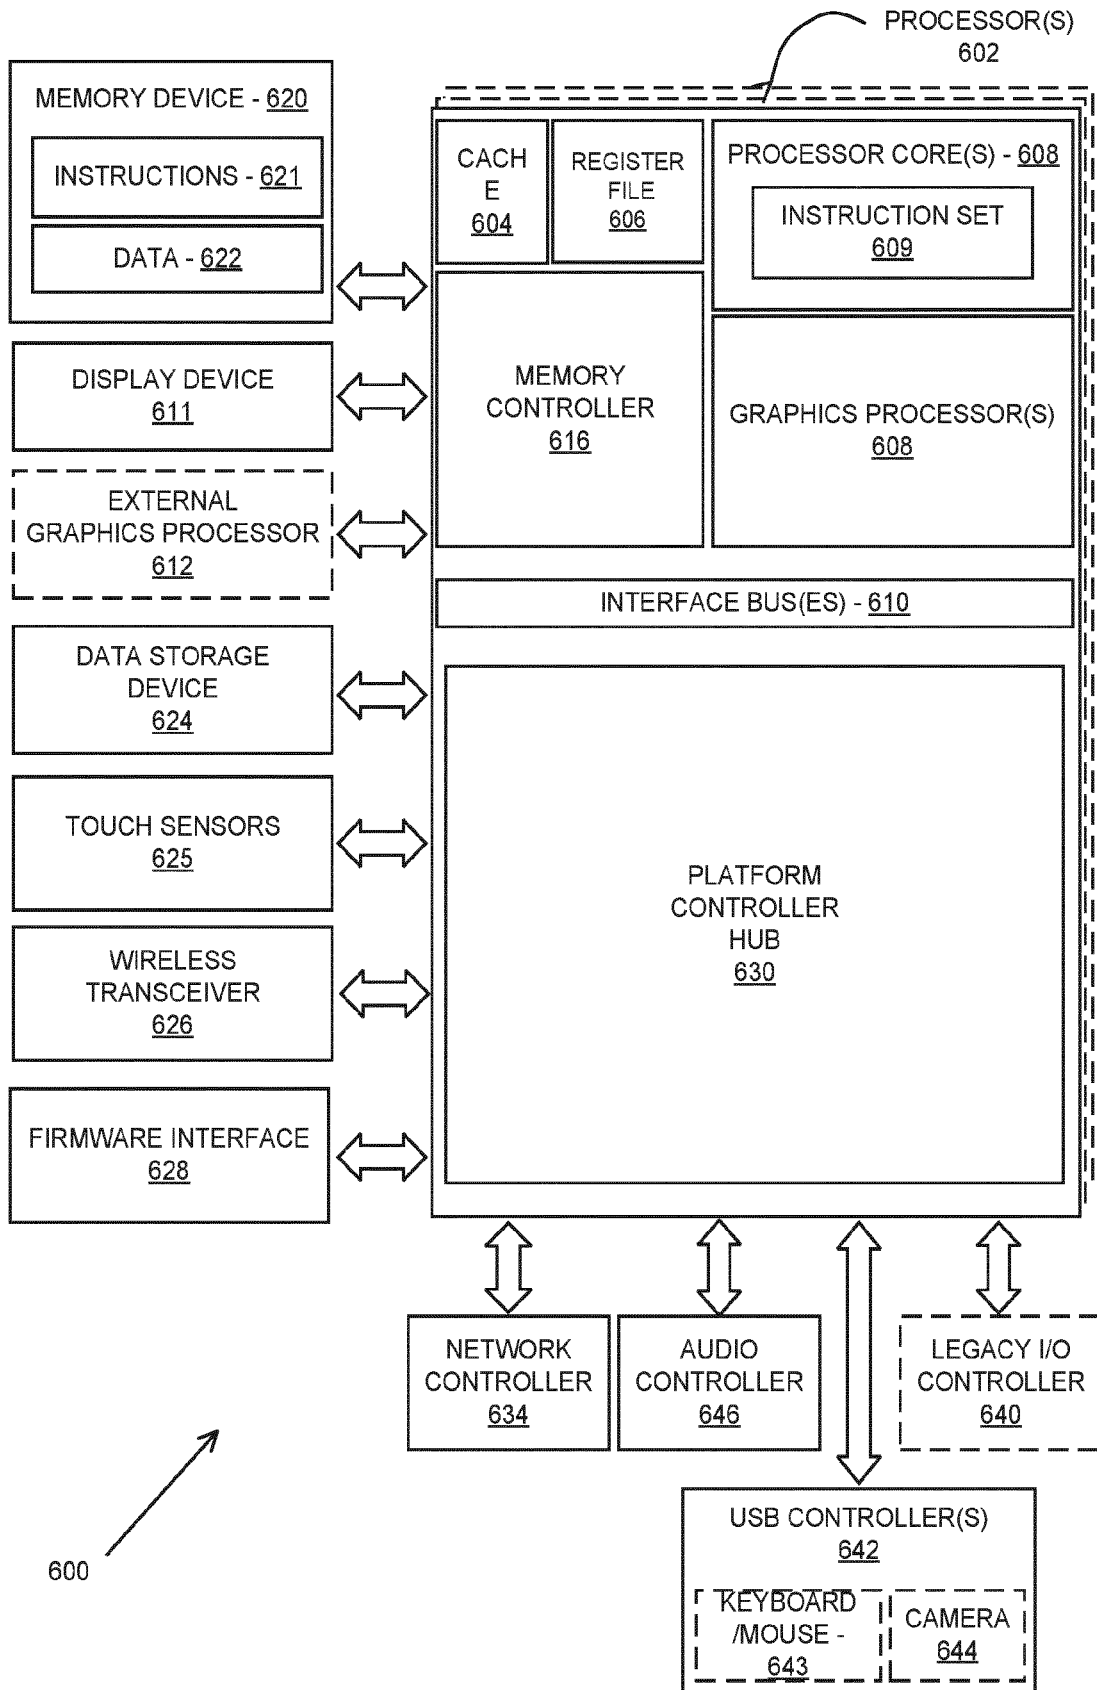 PROCESSOR(S)
602
MEMORY DEVICE - 620
INSTRUCTIONS - 621
DATA - 622
CACH
E
604
REGISTER
FILE
606
PROCESSOR CORE(S) - 608
INSTRUCTION SET
609
DISPLAY DEVICE
611
MEMORY
CONTROLLER
616
GRAPHICS PROCESSOR(S)
608
EXTERNAL
GRAPHICS PROCESSOR
612
INTERFACE BUS(ES) - 610
DATA STORAGE
DEVICE
624
TOUCH SENSORS
625
PLATFORM
CONTROLLER
HUB
630
WIRELESS
TRANSCEIVER
626
FIRMWARE INTERFACE
628
NETWORK
CONTROLLER
634
AUDIO
CONTROLLER
646
LEGACY I/O
CONTROLLER
640
USB CONTROLLER(S)
642
KEYBOARD
/MOUSE -
643
CAMERA
644
600